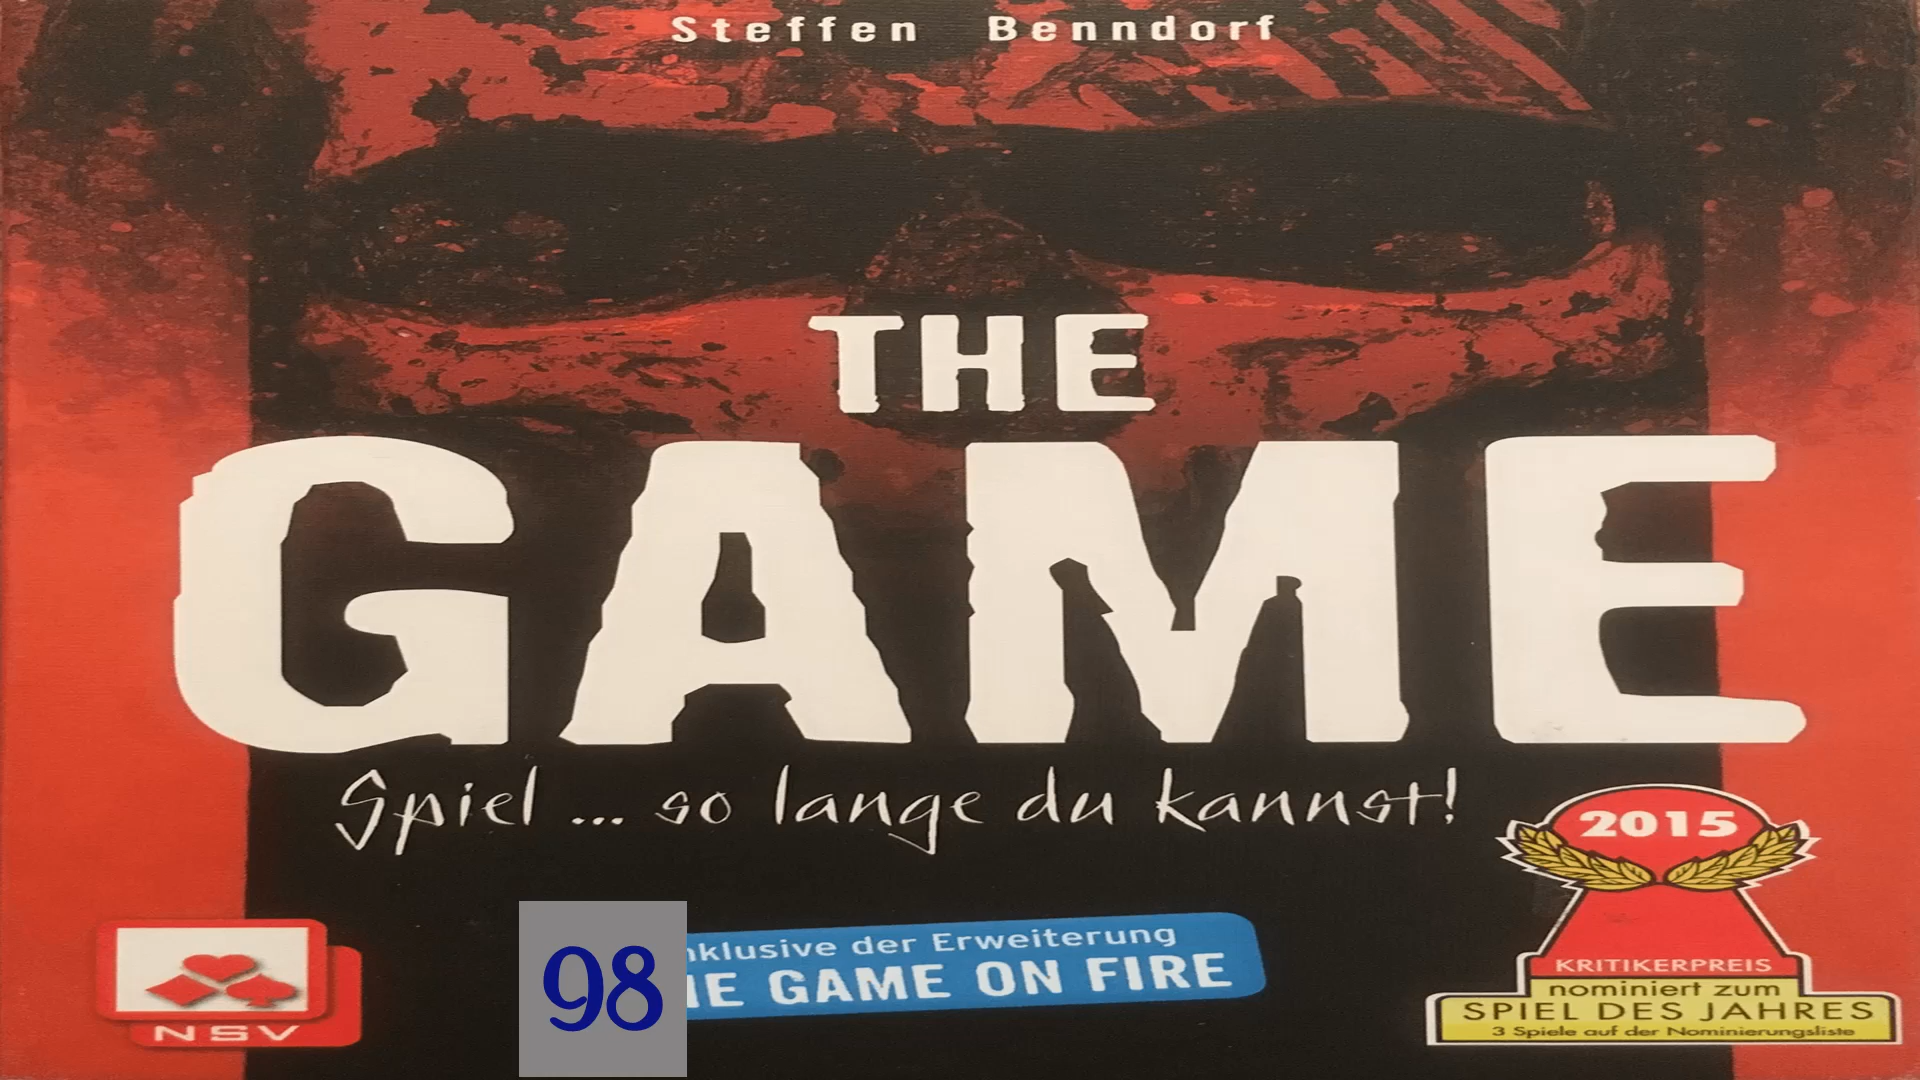 Steffen Benndorf
THE
GAME
Spiel ... so lange du kannst!
2015
nklusive der Erweiterung
GAME ON FIRE
98
NSV
KRITIKERPREIS
nominiert zum
SPIEL DES JAHRES
3 Spiele auf der Nominierungsliste